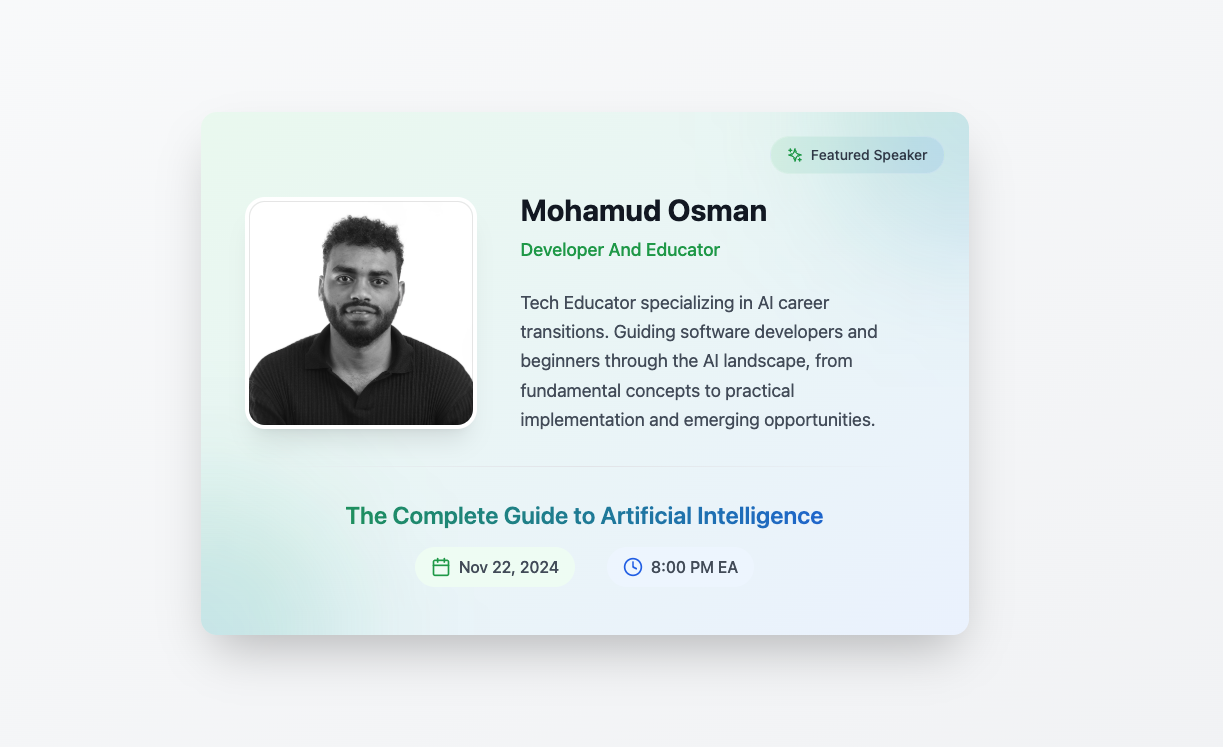 Featured Speaker
Mohamud Osman
Developer And Educator
Tech Educator specializing in AI career
transitions. Guiding software developers and
beginners through the AI landscape, from
fundamental concepts to practical
implementation and emerging opportunities.
The Complete Guide to Artificial Intelligence
Nov 22, 2024
8:00 PM EA